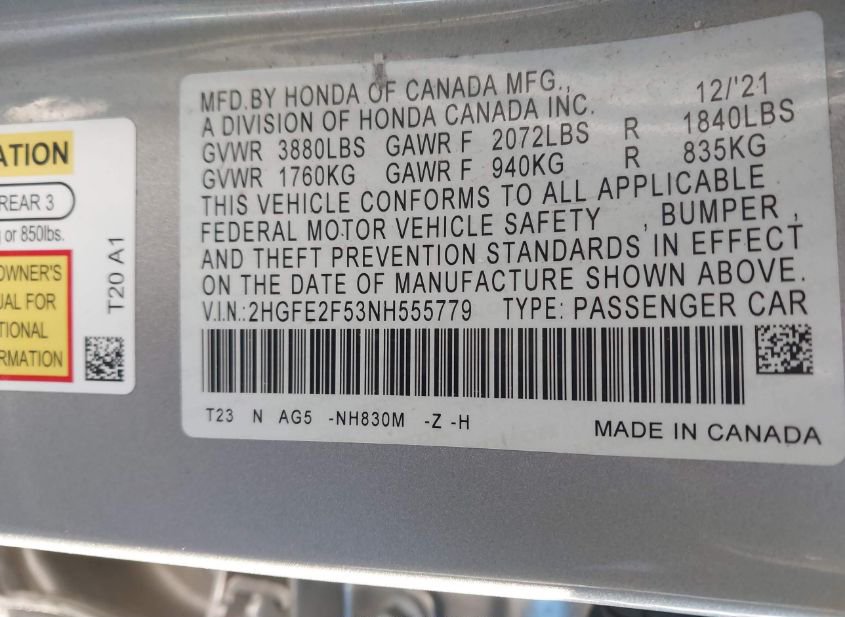 ATION
REAR 3
or 850lbs.
OWNER'S
UAL FOR
TIONAL
RMATION
T20 A1
MFD.BY HONDA OF CANADA MFG., 12/'21
A DIVISION OF HONDA CANADA INC.
GVWR 3880LBS GAWR F 2072LBS R 1840LBS
GVWR 1760KG GAWR F 940KG R 835KG
THIS VEHICLE CONFORMS TO ALL APPLICABLE
FEDERAL MOTOR VEHICLE SAFETY , BUMPER ,
AND THEFT PREVENTION STANDARDS IN EFFECT
ON THE DATE OF MANUFACTURE SHOWN ABOVE.
V.I.N.:2HGFE2F53NH555779 TYPE: PASSENGER CAR
T23 N AG5 -NH830M -Z -H
MADE IN CANADA